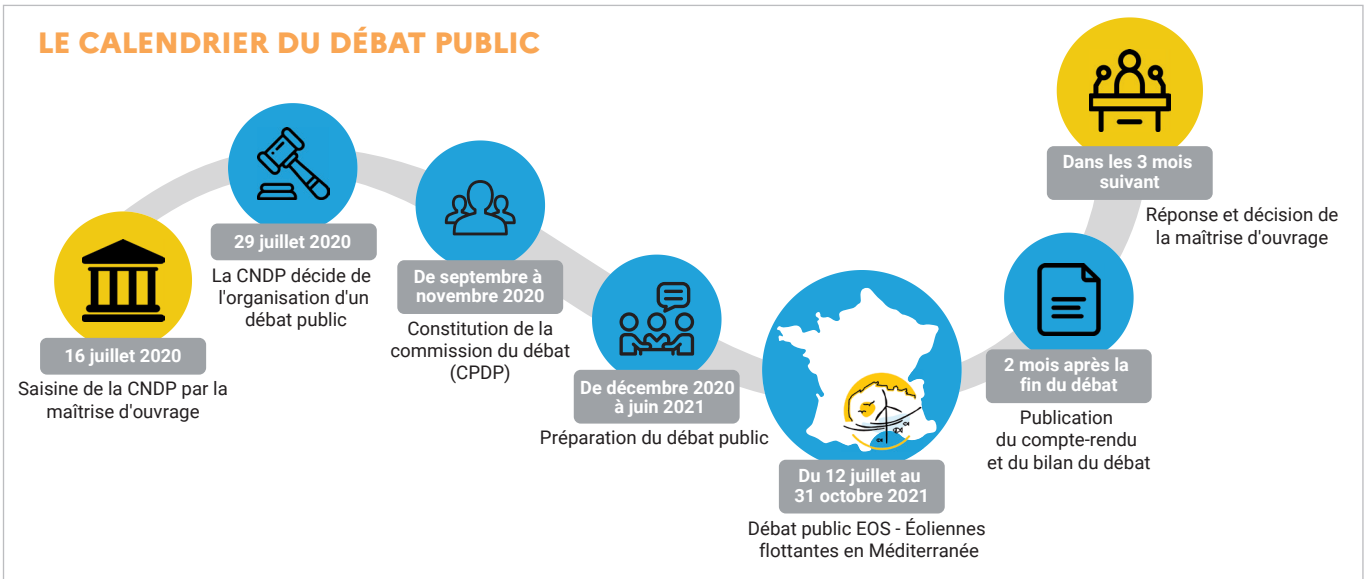 LE CALENDRIER DU DÉBAT PUBLIC
16 juillet 2020
Saisine de la CNDP par la
maîtrise d'ouvrage
29 juillet 2020
La CNDP décide de
l'organisation d'un
débat public
De septembre à
novembre 2020
Constitution de la
commission du débat
(CPDP)
De décembre 2020
à juin 2021
Préparation du débat public
Du 12 juillet au
31 octobre 2021
Débat public EOS - Éoliennes
flottantes en Méditerranée
2 mois après la
fin du débat
Publication
du compte-rendu
et du bilan du débat
Dans les 3 mois
suivant
Réponse et décision de
la maîtrise d'ouvrage